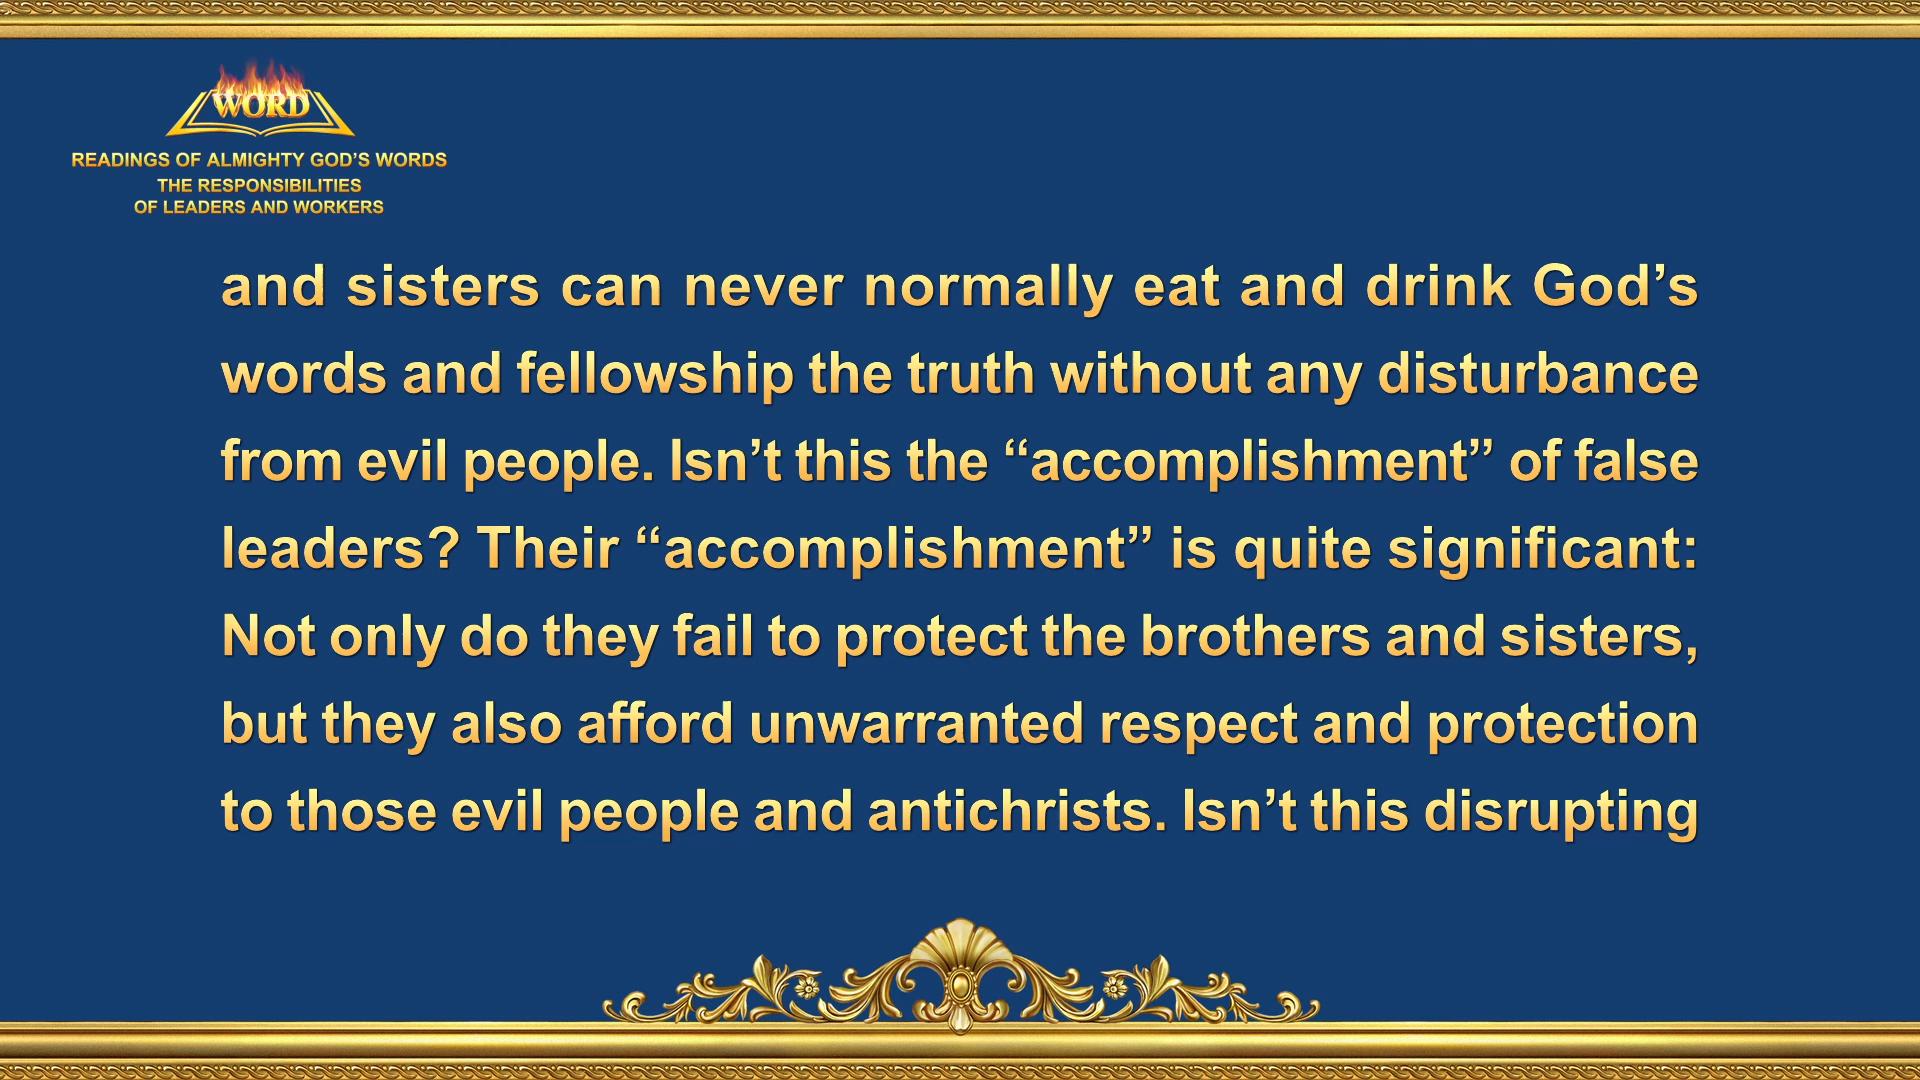 WORD
READINGS OF ALMIGHTY GOD’S WORDS
THE RESPONSIBILITIES
OF LEADERS AND WORKERS
and sisters can never normally eat and drink God’s
words and fellowship the truth without any disturbance
from evil people. Isn’t this the “accomplishment” of false
leaders? Their “accomplishment” is quite significant:
Not only do they fail to protect the brothers and sisters,
but they also afford unwarranted respect and protection
to those evil people and antichrists. Isn’t this disrupting